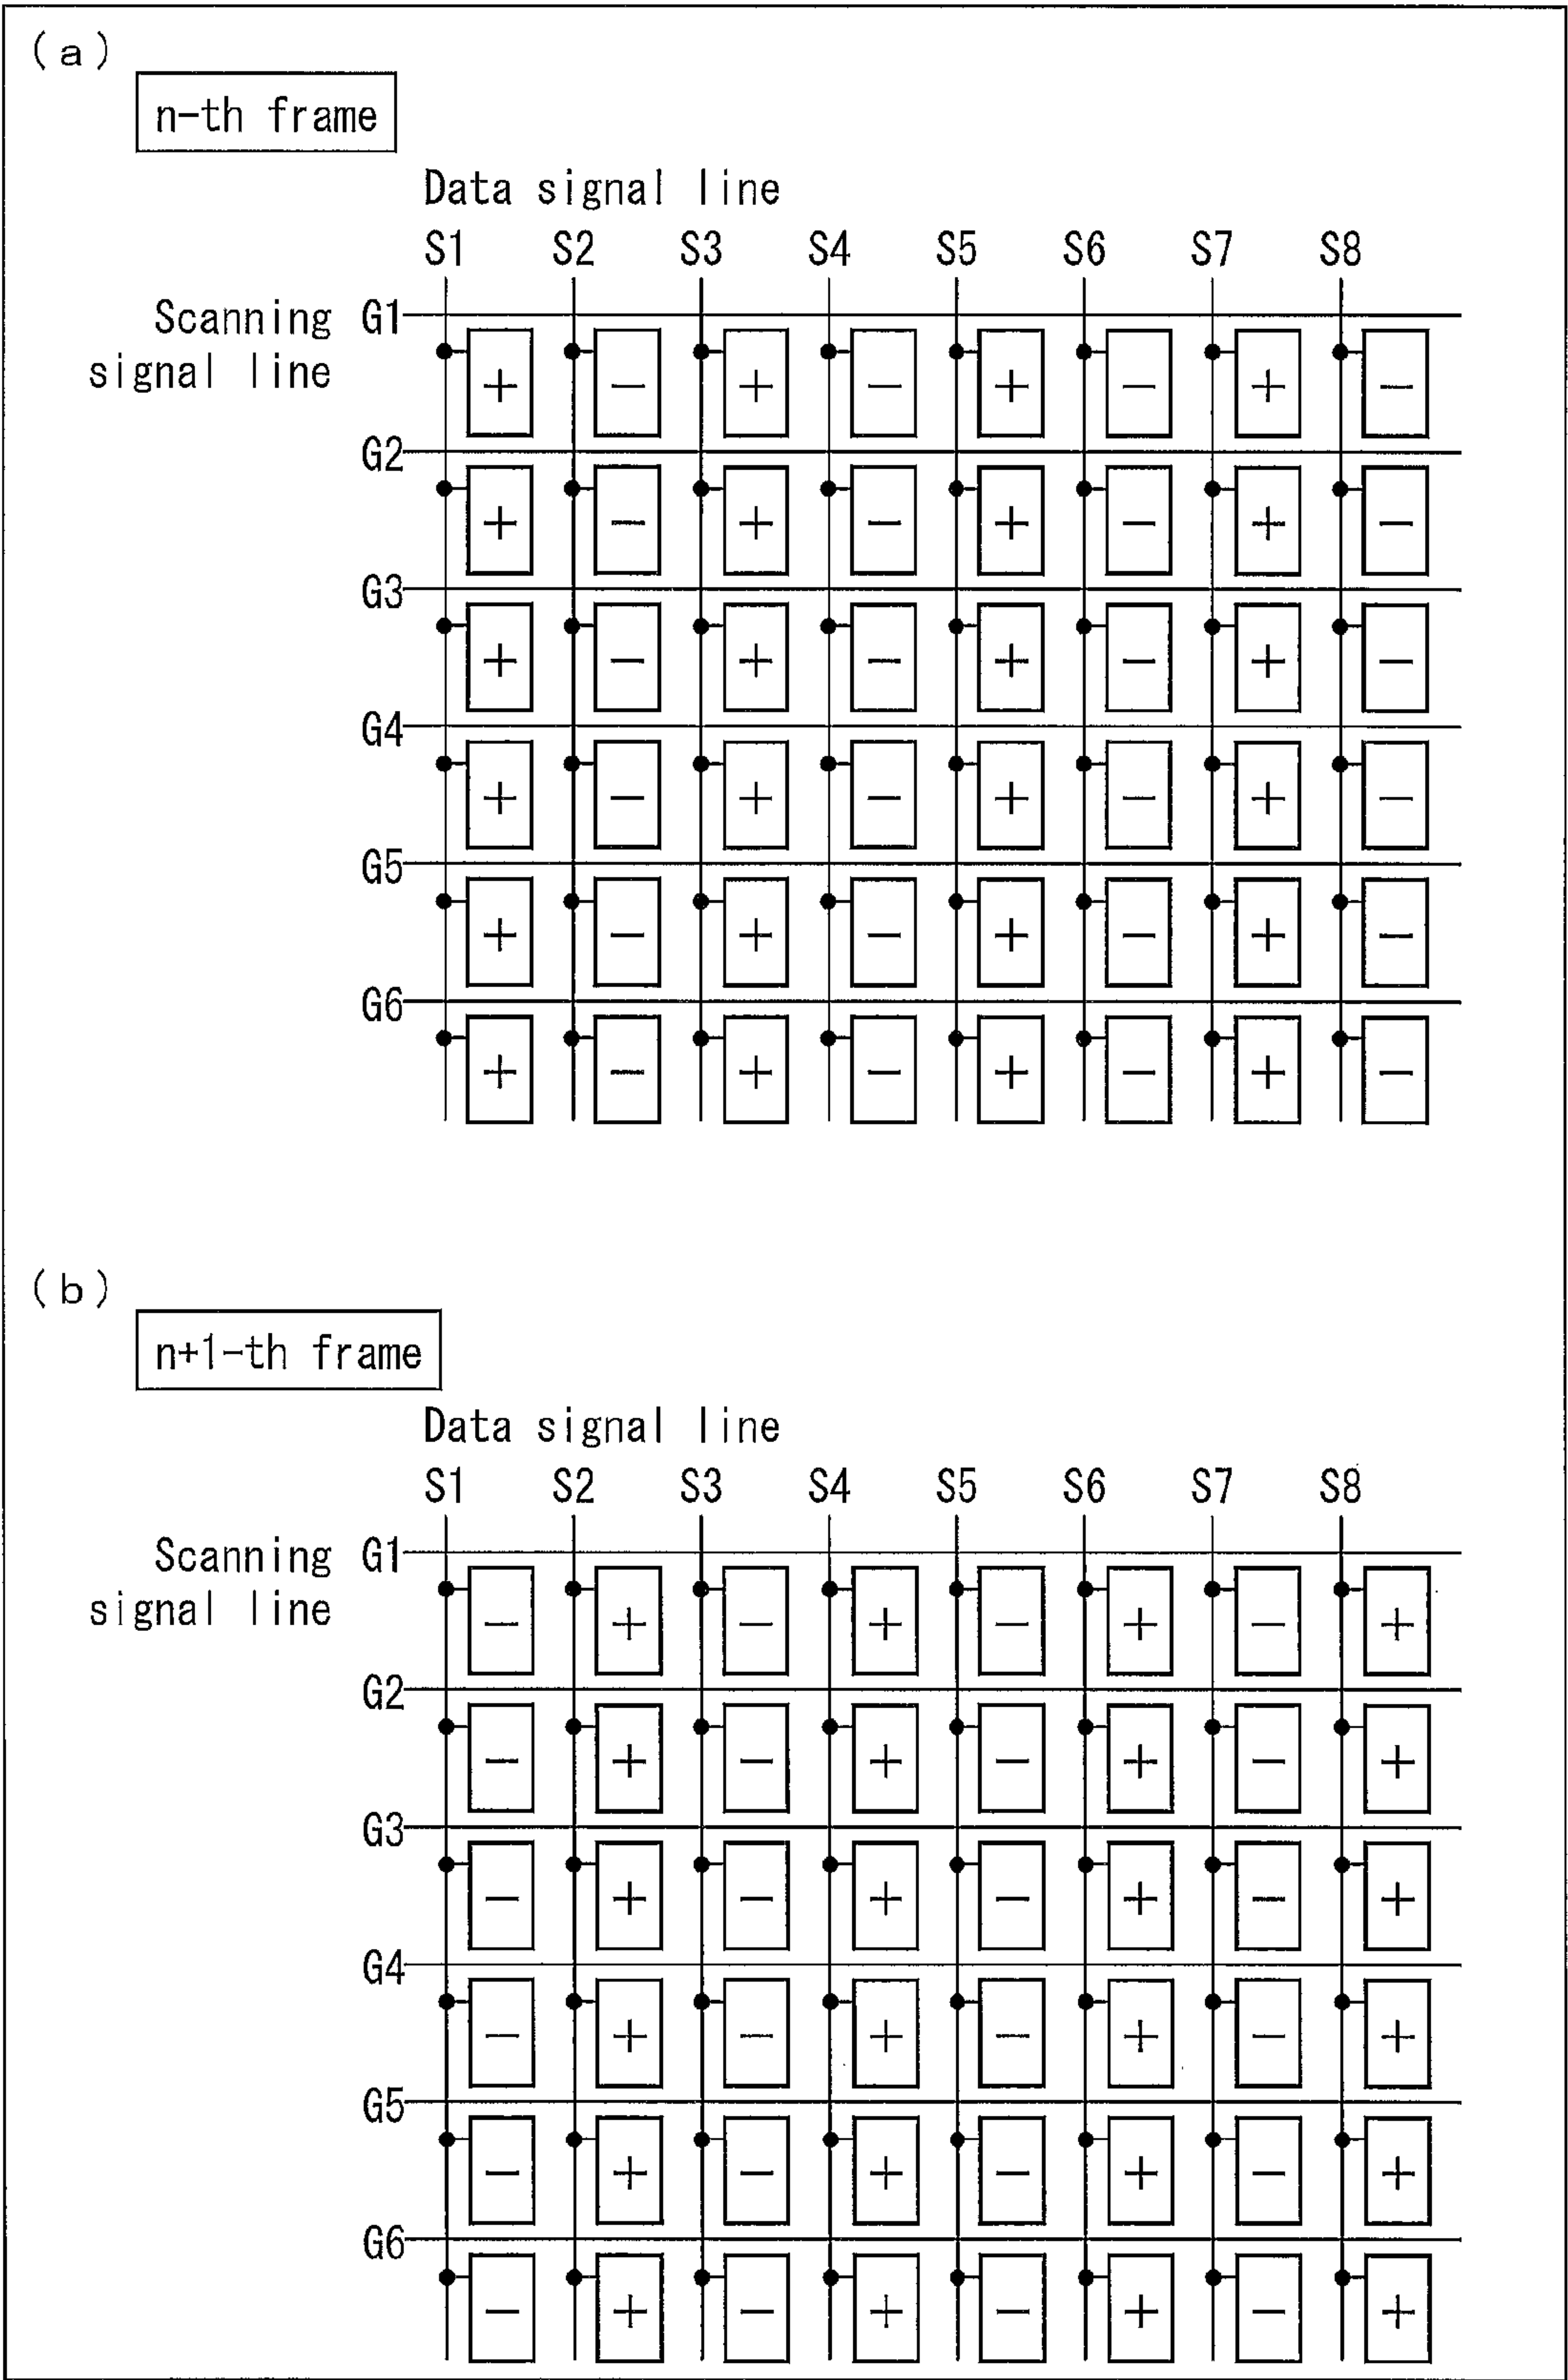 (a)
n-th frame
Data signal line
S1 S2 S3 S4 S5 S6 S7 S8
Scanning G1
signal line
+ − + − + − + −
G2
+ − + − + − + −
G3
+ − + − + − + −
G4
+ − + − + − + −
G5
+ − + − + − + −
G6
+ − + − + − + −
(b)
n+1-th frame
Data signal line
S1 S2 S3 S4 S5 S6 S7 S8
Scanning G1
signal line
− + − + − + − +
G2
− + − + − + − +
G3
− + − + − + − +
G4
− + − + − + − +
G5
− + − + − + − +
G6
− + − + − + − +